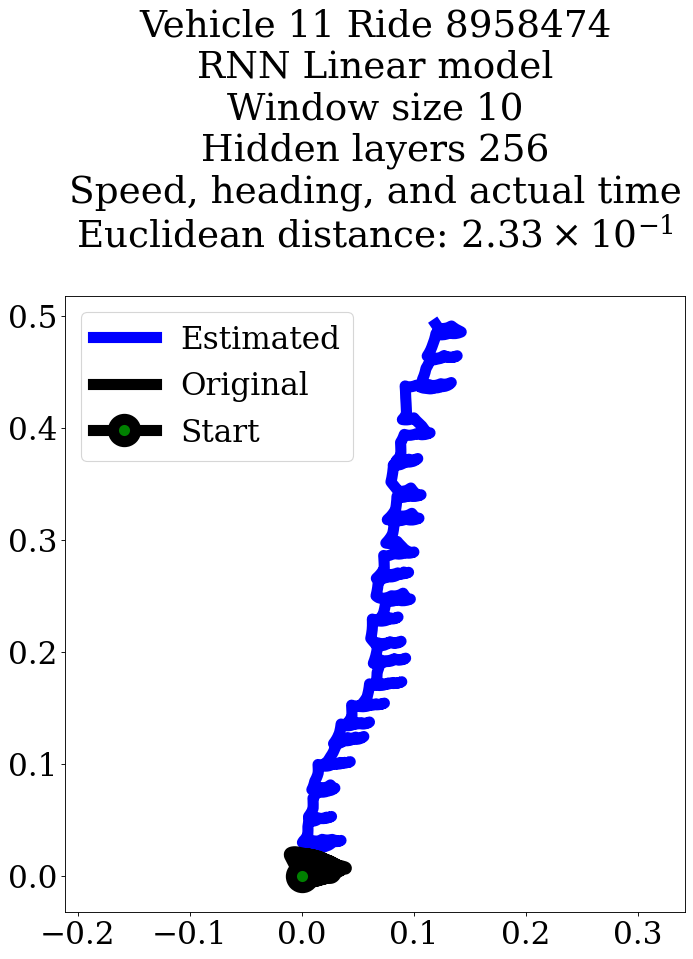 Vehicle 11 Ride 8958474
RNN Linear model
Window size 10
Hidden layers 256
Speed, heading, and actual time
Euclidean distance: 2.33 × 10⁻¹
Estimated
Original
Start
0.5
0.4
0.3
0.2
0.1
0.0
−0.2 −0.1 0.0 0.1 0.2 0.3